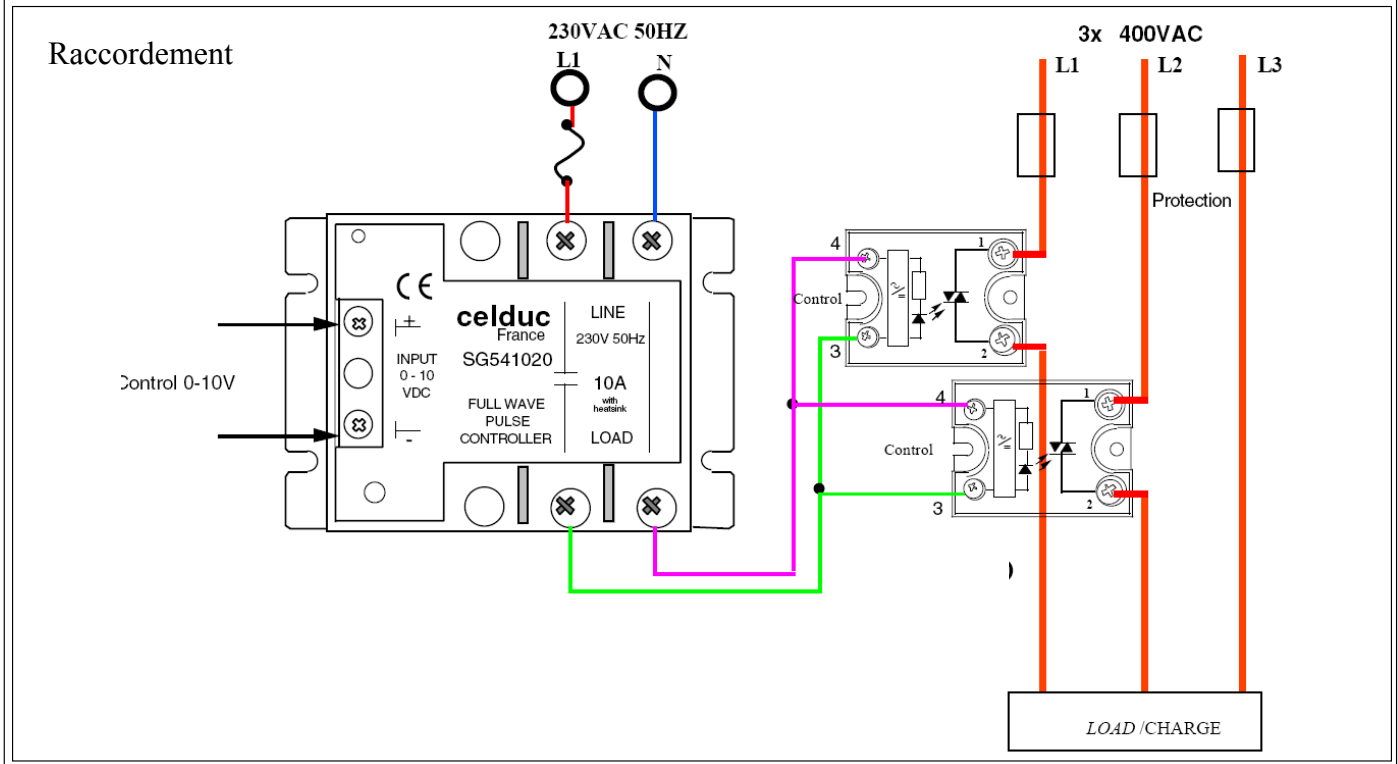 Raccordement
230VAC 50HZ
L1 N
3x 400VAC
L1 L2 L3
Protection
Control 0-10V
+
INPUT
0 - 10
VDC
-
CE
celduc
France
SG541020
FULL WAVE
PULSE
CONTROLLER
LINE
230V 50Hz
10A
with
heatsink
LOAD
4
1
Control
≂/=
3
2
4
1
Control
3
2
)
LOAD /CHARGE